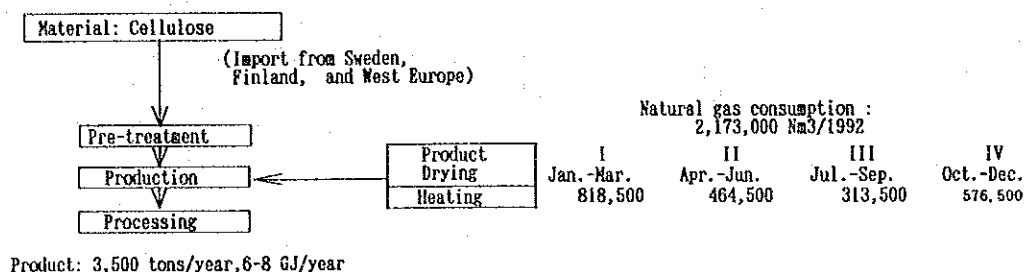 Material: Cellulose
(Import from Sweden,
Finland, and West Europe)
Natural gas consumption :
2,173,000 Nm3/1992
Pre-treatment
Production
Processing
Product
Drying
Heating
I II III IV
Jan.-Mar. Apr.-Jun. Jul.-Sep. Oct.-Dec.
818,500 464,500 313,500 576,500
Product: 3,500 tons/year,6-8 GJ/year